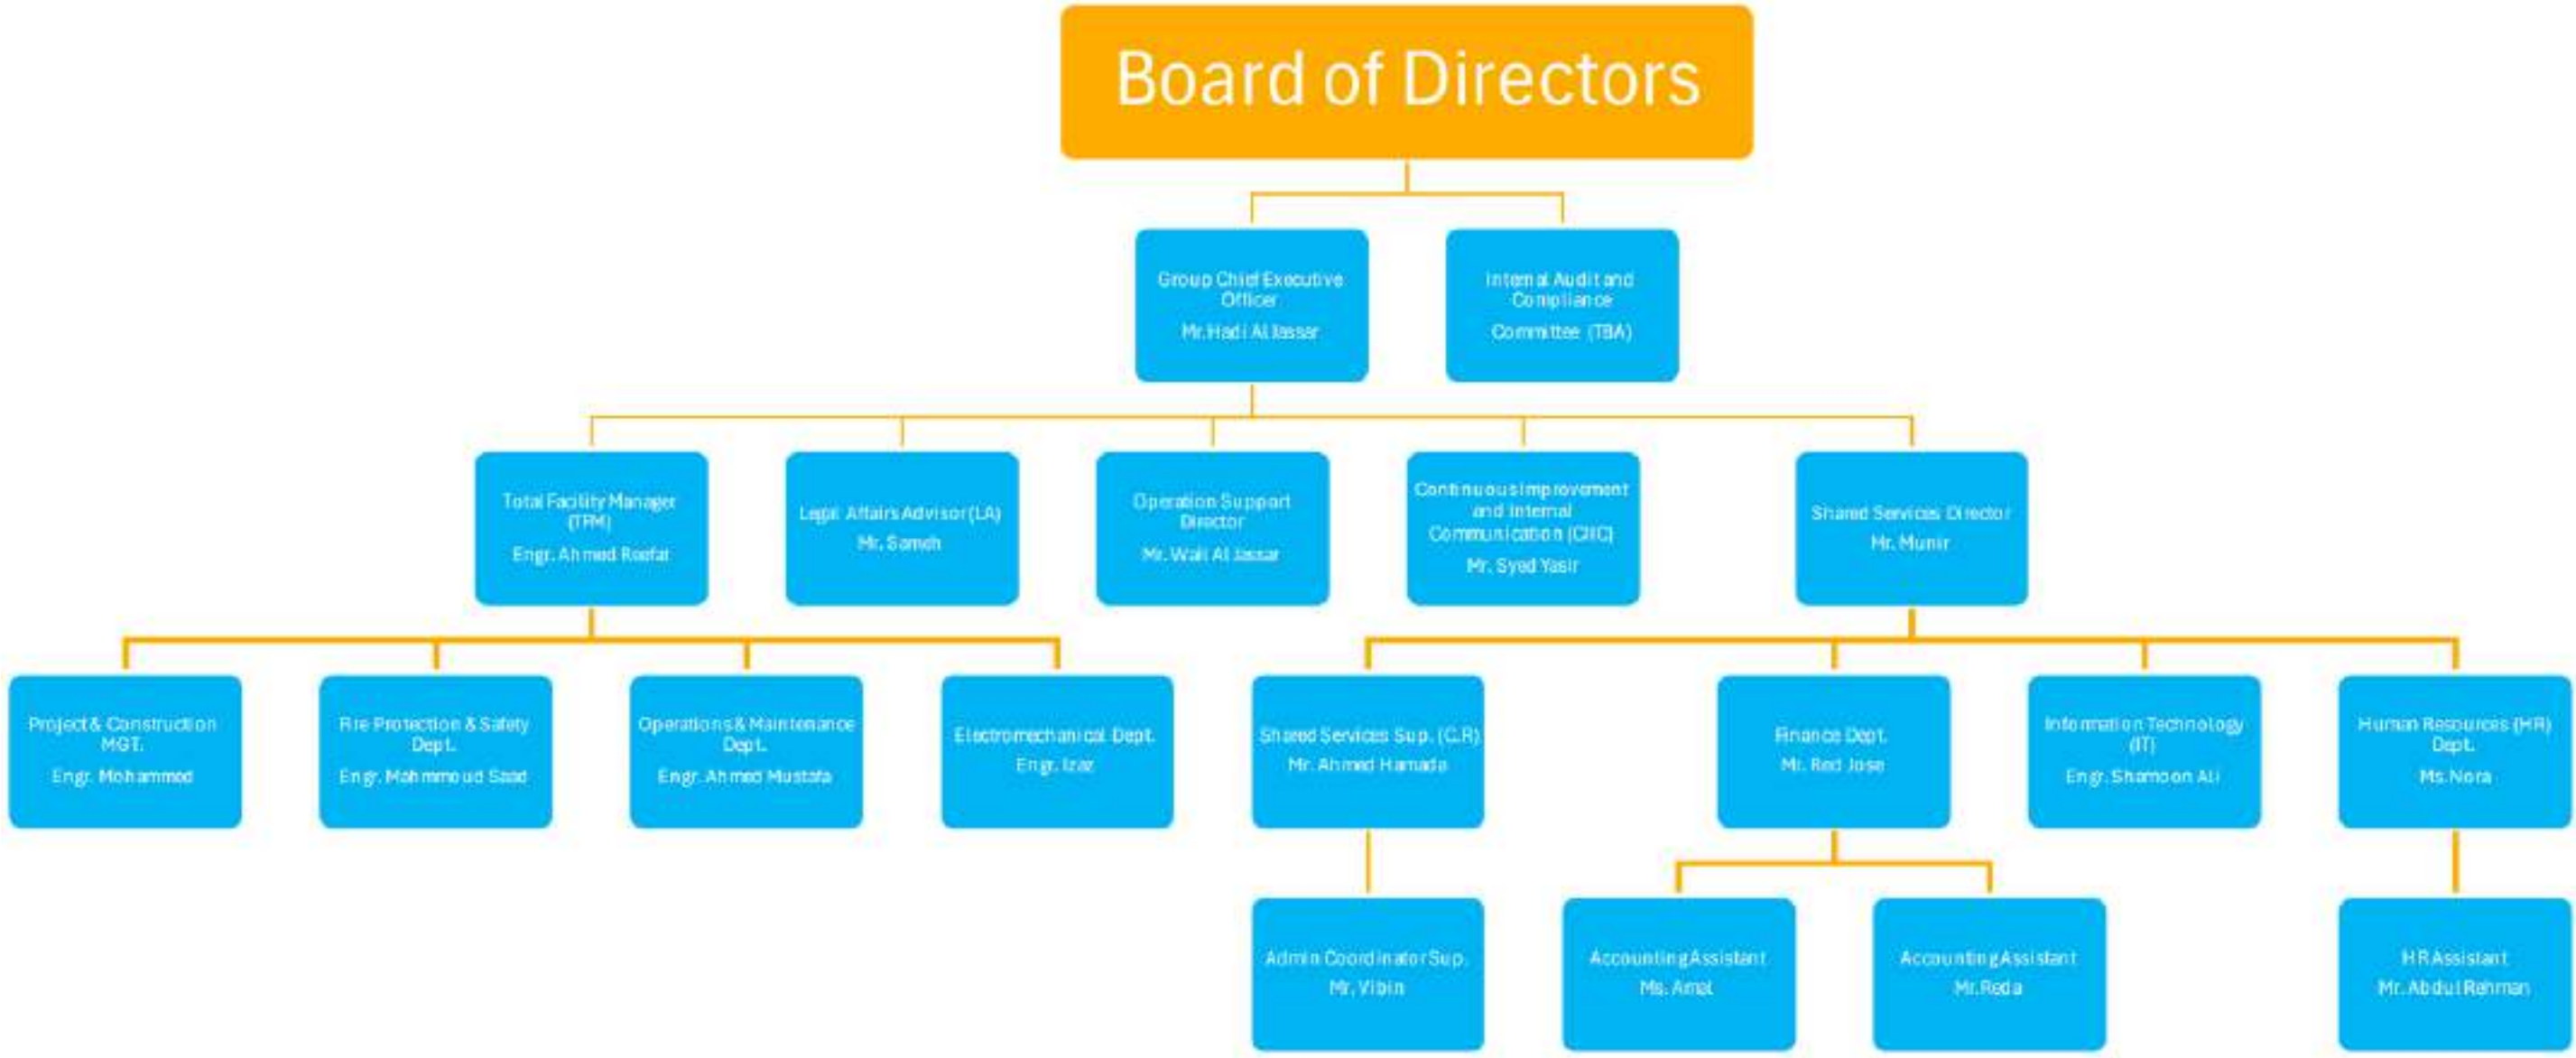 Board of Directors
Group Chief Executive
Officer
Mr. Hadi Al Jassar
Internal Audit and
Compliance
Committee (TBA)
Total Facility Manager
(TFM)
Engr. Ahmed Reefat
Legal Affairs Advisor (LA)
Mr. Sameh
Operation Support
Director
Mr. Wail Al Jassar
Continuous Improvement
and Internal
Communication (CIIC)
Mr. Syed Yasir
Shared Services Director
Mr. Munir
Project & Construction
MGT.
Engr. Mohammed
Fire Protection & Safety
Dept.
Engr. Mahmmoud Saad
Operations & Maintenance
Dept.
Engr. Ahmed Mustafa
Electromechanical Dept.
Engr. Izaz
Shared Services Sup. (C.R)
Mr. Ahmed Hamada
Finance Dept.
Mr. Red Jose
Information Technology
(IT)
Engr. Shamoon Ali
Human Resources (HR)
Dept.
Ms. Nora
Admin Coordinator Sup.
Mr. Vibin
Accounting Assistant
Ms. Amal
Accounting Assistant
Mr. Reda
HR Assistant
Mr. Abdul Rehman